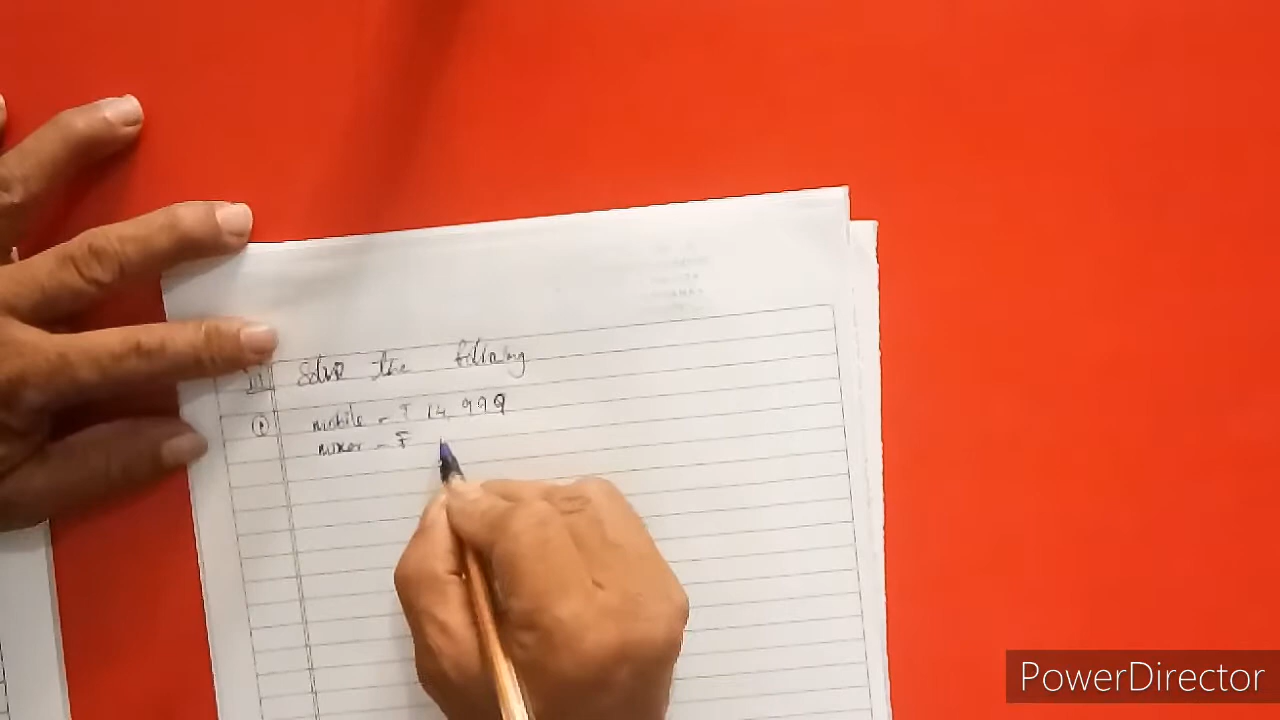 III Solve the following
① mobile - ₹ 14,999
mixer - ₹
PowerDirector